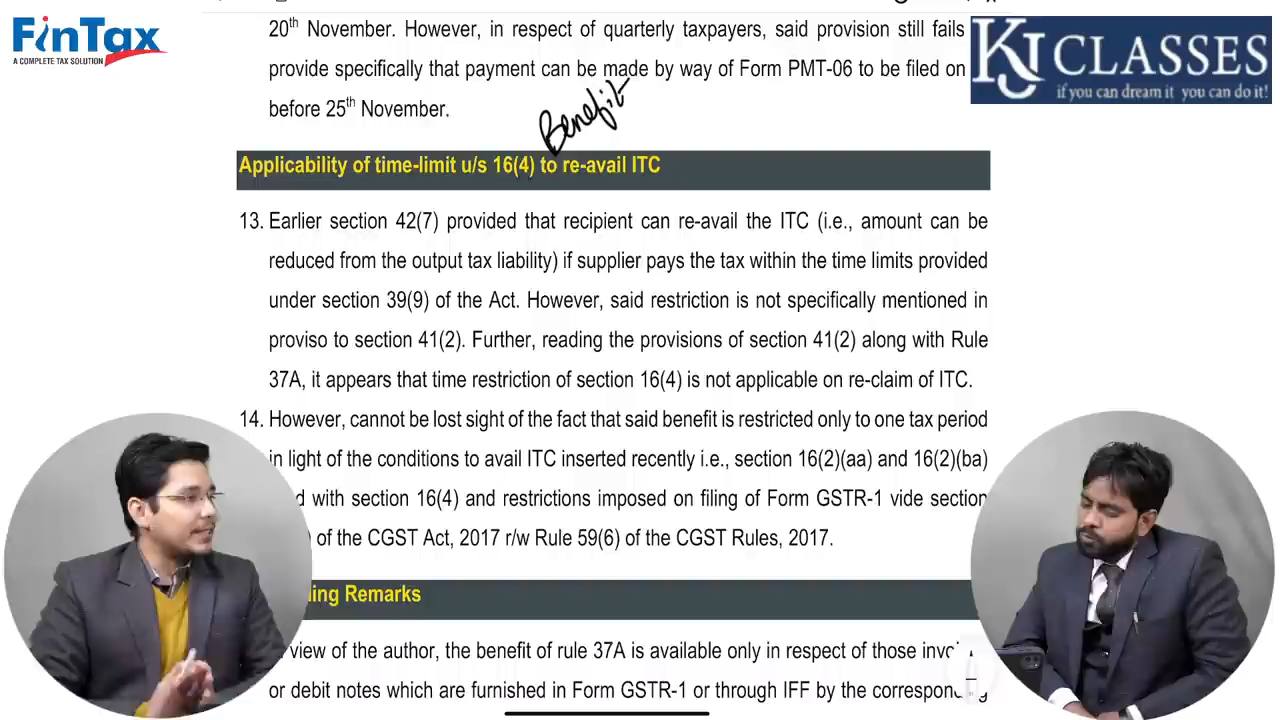 FinTax
A COMPLETE TAX SOLUTION
KJ CLASSES
if you can dream it you can do it!
20th November. However, in respect of quarterly taxpayers, said provision still fails
provide specifically that payment can be made by way of Form PMT-06 to be filed on
before 25th November.
Benefit
Applicability of time-limit u/s 16(4) to re-avail ITC
13. Earlier section 42(7) provided that recipient can re-avail the ITC (i.e., amount can be
reduced from the output tax liability) if supplier pays the tax within the time limits provided
under section 39(9) of the Act. However, said restriction is not specifically mentioned in
proviso to section 41(2). Further, reading the provisions of section 41(2) along with Rule
37A, it appears that time restriction of section 16(4) is not applicable on re-claim of ITC.
14. However, cannot be lost sight of the fact that said benefit is restricted only to one tax period
in light of the conditions to avail ITC inserted recently i.e., section 16(2)(aa) and 16(2)(ba)
with section 16(4) and restrictions imposed on filing of Form GSTR-1 vide section
of the CGST Act, 2017 r/w Rule 59(6) of the CGST Rules, 2017.
Remarks
view of the author, the benefit of rule 37A is available only in respect of those
or debit notes which are furnished in Form GSTR-1 or through IFF by the